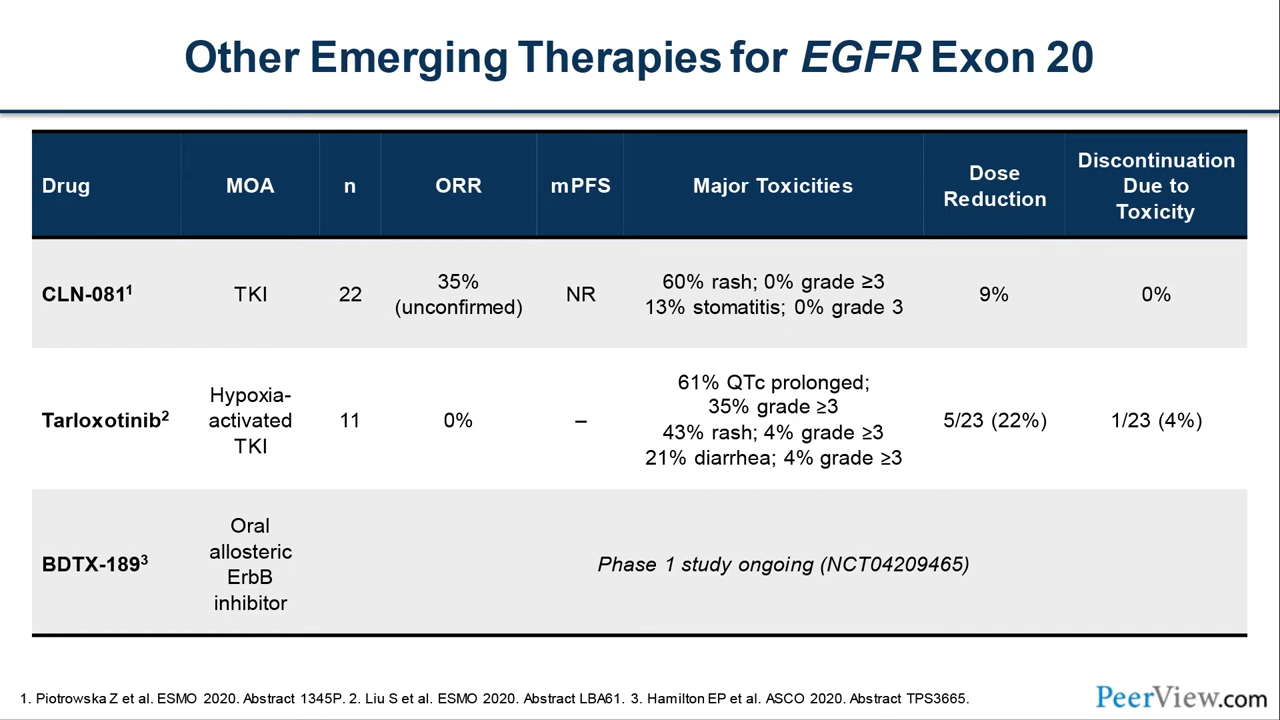 Other Emerging Therapies for EGFR Exon 20
Drug
MOA
n
ORR
mPFS
Major Toxicities
Dose
Reduction
Discontinuation
Due to
Toxicity
CLN-081¹
TKI
22
35%
(unconfirmed)
NR
60% rash; 0% grade ≥3
13% stomatitis; 0% grade 3
9%
0%
Tarloxotinib²
Hypoxia-
activated
TKI
11
0%
–
61% QTc prolonged;
35% grade ≥3
43% rash; 4% grade ≥3
21% diarrhea; 4% grade ≥3
5/23 (22%)
1/23 (4%)
BDTX-189³
Oral
allosteric
ErbB
inhibitor
Phase 1 study ongoing (NCT04209465)
1. Piotrowska Z et al. ESMO 2020. Abstract 1345P. 2. Liu S et al. ESMO 2020. Abstract LBA61. 3. Hamilton EP et al. ASCO 2020. Abstract TPS3665.
PeerView.com